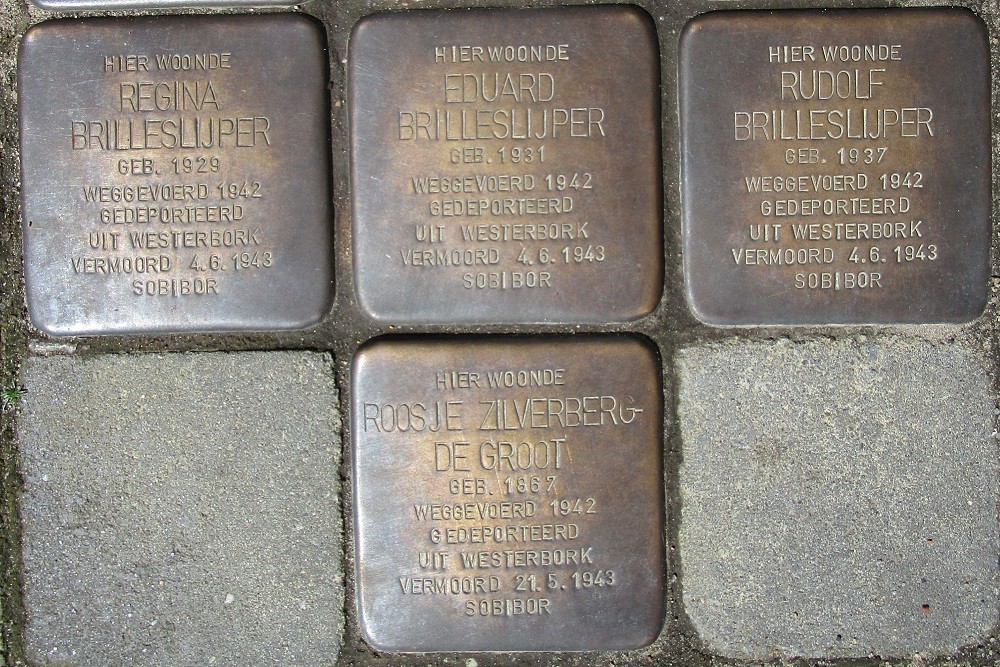 HIER WOONDE
REGINA
BRILLESLIJPER
GEB. 1929
WEGGEVOERD 1942
GEDEPORTEERD
UIT WESTERBORK
VERMOORD 4.6.1943
SOBIBOR
HIER WOONDE
EDUARD
BRILLESLIJPER
GEB. 1931
WEGGEVOERD 1942
GEDEPORTEERD
UIT WESTERBORK
VERMOORD 4.6.1943
SOBIBOR
HIER WOONDE
RUDOLF
BRILLESLIJPER
GEB. 1937
WEGGEVOERD 1942
GEDEPORTEERD
UIT WESTERBORK
VERMOORD 4.6.1943
SOBIBOR
HIER WOONDE
ROOSJE ZILVERBERG-
DE GROOT
GEB. 1867
WEGGEVOERD 1942
GEDEPORTEERD
UIT WESTERBORK
VERMOORD 21.5.1943
SOBIBOR